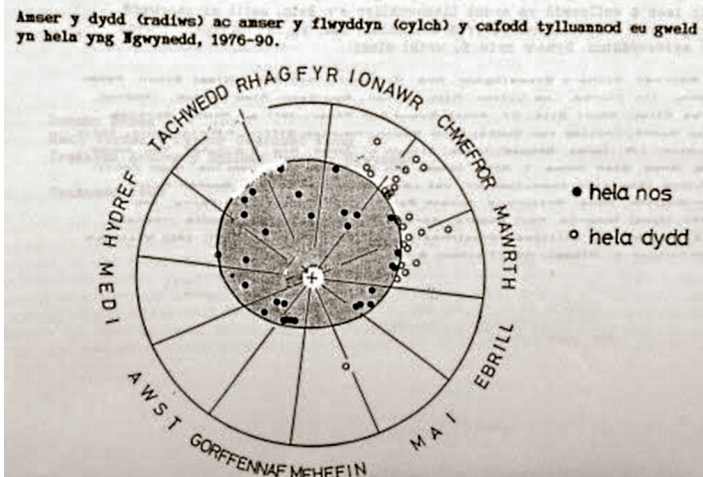 Amser y dydd (radiws) ac amser y flwyddyn (cylch) y cafodd tylluannod eu gweld
yn hela yng Ngwynedd, 1976-90.
IONAWR
CHWEFROR
MAWRTH
EBRILL
MAI
MEHEFIN
GORFFENNAF
AWST
MEDI
HYDREF
TACHWEDD
RHAGFYR
hela nos
hela dydd